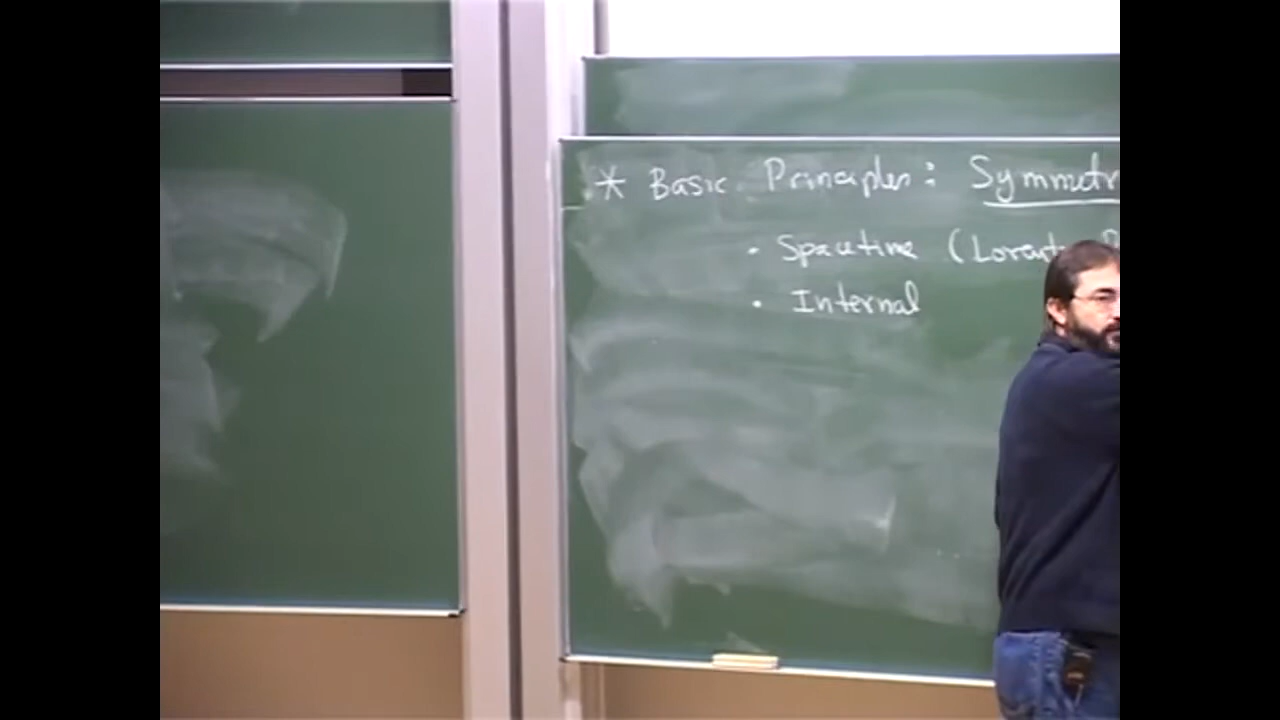 * Basic Principles: Symmetr
• Spacetime (Lorentz
• Internal